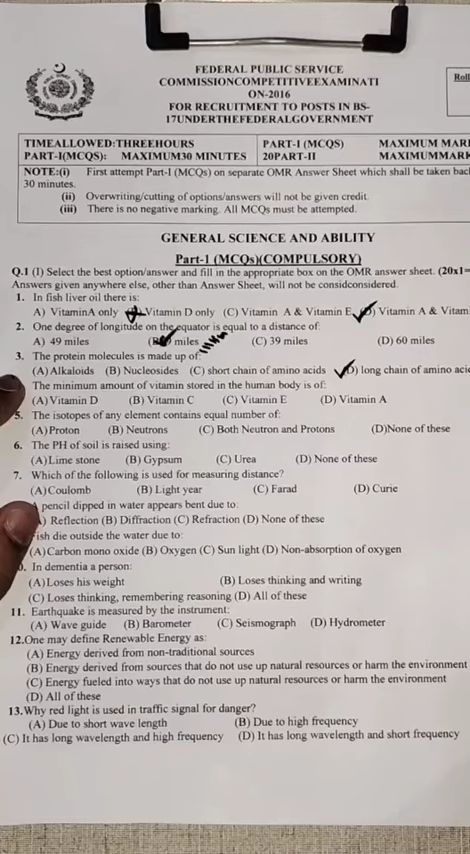 FEDERAL PUBLIC SERVICE
COMMISSIONCOMPETITIVEEXAMINATI
ON-2016
FOR RECRUITMENT TO POSTS IN BS-
17UNDERTHEFEDERALGOVERNMENT
Roll
TIMEALLOWED:THREEHOURS PART-I (MCQS) MAXIMUM MAR
PART-I(MCQS): MAXIMUM30 MINUTES 20PART-II MAXIMUMMARK
NOTE:(i) First attempt Part-I (MCQs) on separate OMR Answer Sheet which shall be taken bac
30 minutes.
(ii) Overwriting/cutting of options/answers will not be given credit.
(iii) There is no negative marking. All MCQs must be attempted.
GENERAL SCIENCE AND ABILITY
Part-1 (MCQs)(COMPULSORY)
Q.1 (I) Select the best option/answer and fill in the appropriate box on the OMR answer sheet. (20x1=
Answers given anywhere else, other than Answer Sheet, will not be considconsidered.
1. In fish liver oil there is:
A) VitaminA only Vitamin D only (C) Vitamin A & Vitamin E Vitamin A & Vitam
2. One degree of longitude on the equator is equal to a distance of:
A) 49 miles miles (C) 39 miles (D) 60 miles
3. The protein molecules is made up of:
(A)Alkaloids (B) Nucleosides (C) short chain of amino acids D) long chain of amino acid
The minimum amount of vitamin stored in the human body is of:
(A)Vitamin D (B) Vitamin C (C) Vitamin E (D) Vitamin A
5. The isotopes of any element contains equal number of:
(A)Proton (B) Neutrons (C) Both Neutron and Protons (D)None of these
6. The PH of soil is raised using:
(A)Lime stone (B) Gypsum (C) Urea (D) None of these
7. Which of the following is used for measuring distance?
(A)Coulomb (B) Light year (C) Farad (D) Curie
pencil dipped in water appears bent due to:
) Reflection (B) Diffraction (C) Refraction (D) None of these
ish die outside the water due to:
(A)Carbon mono oxide (B) Oxygen (C) Sun light (D) Non-absorption of oxygen
0. In dementia a person:
(A)Loses his weight (B) Loses thinking and writing
(C) Loses thinking, remembering reasoning (D) All of these
11. Earthquake is measured by the instrument:
(A) Wave guide (B) Barometer (C) Seismograph (D) Hydrometer
12.One may define Renewable Energy as:
(A) Energy derived from non-traditional sources
(B) Energy derived from sources that do not use up natural resources or harm the environment
(C) Energy fueled into ways that do not use up natural resources or harm the environment
(D) All of these
13.Why red light is used in traffic signal for danger?
(A) Due to short wave length (B) Due to high frequency
(C) It has long wavelength and high frequency (D) It has long wavelength and short frequency